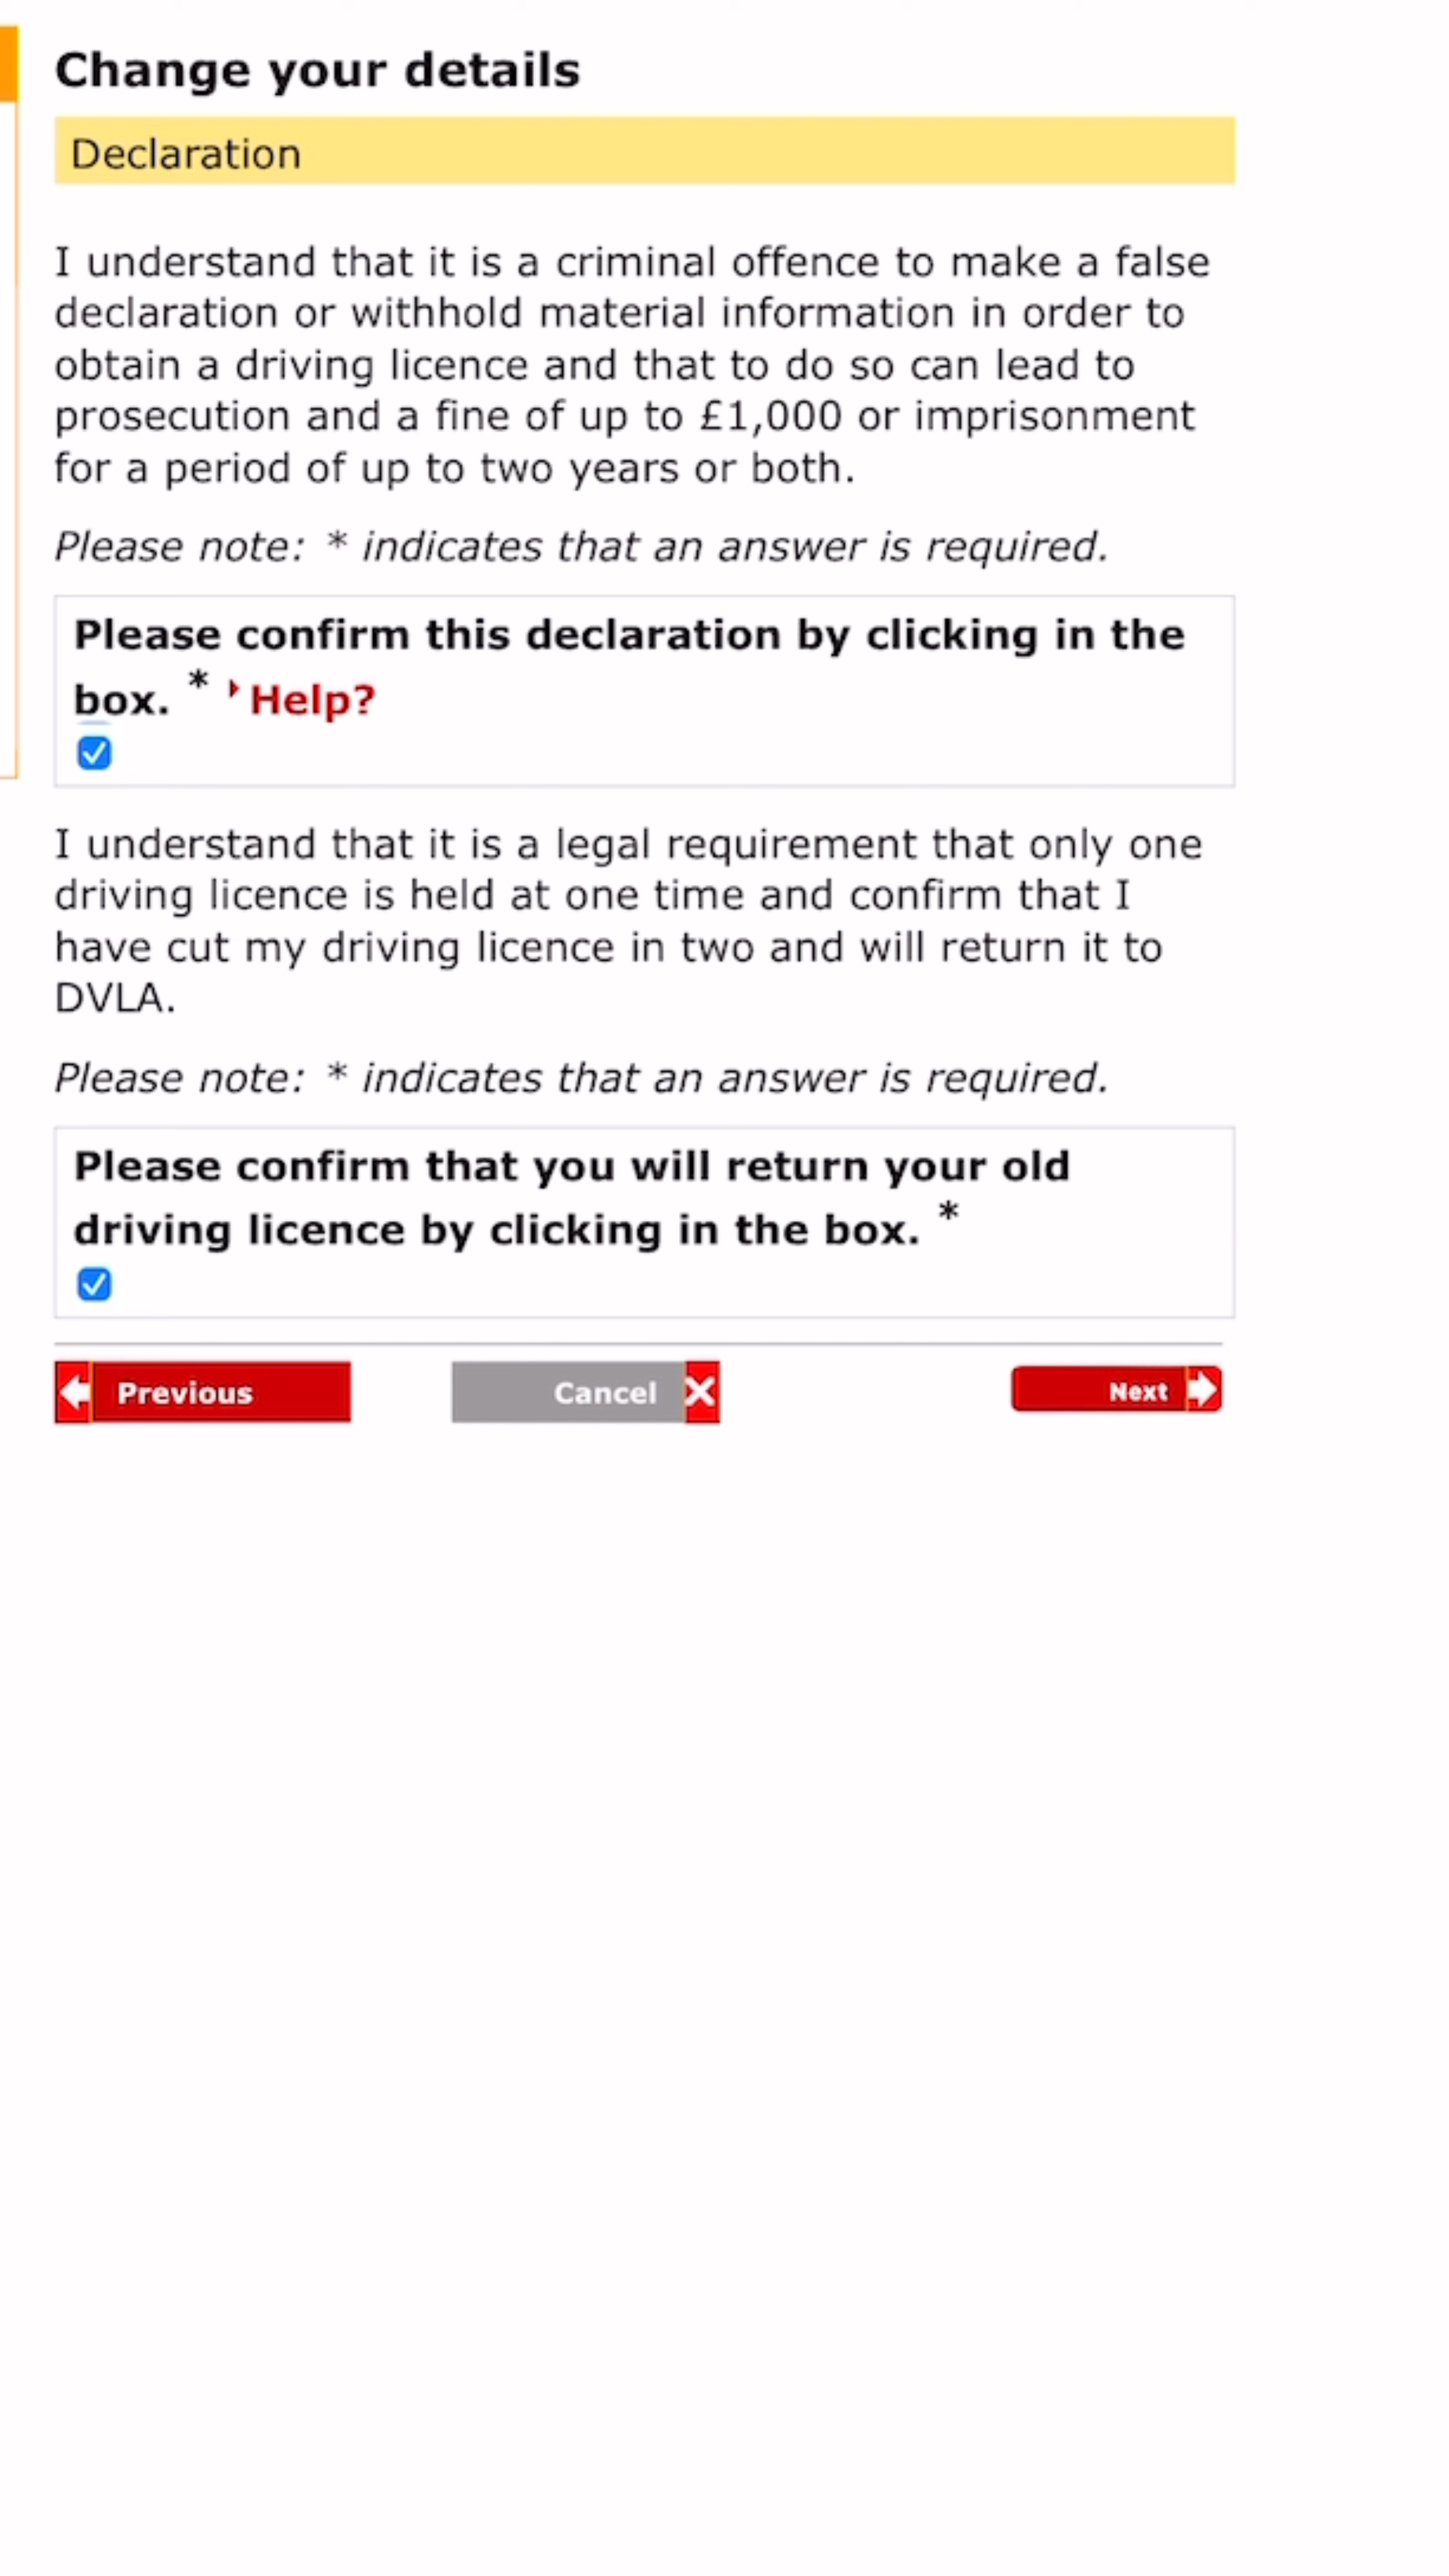 Change your details
Declaration
I understand that it is a criminal offence to make a false
declaration or withhold material information in order to
obtain a driving licence and that to do so can lead to
prosecution and a fine of up to £1,000 or imprisonment
for a period of up to two years or both.
Please note: * indicates that an answer is required.
Please confirm this declaration by clicking in the
box. * Help?
I understand that it is a legal requirement that only one
driving licence is held at one time and confirm that I
have cut my driving licence in two and will return it to
DVLA.
Please note: * indicates that an answer is required.
Please confirm that you will return your old
driving licence by clicking in the box. *
Previous Cancel Next